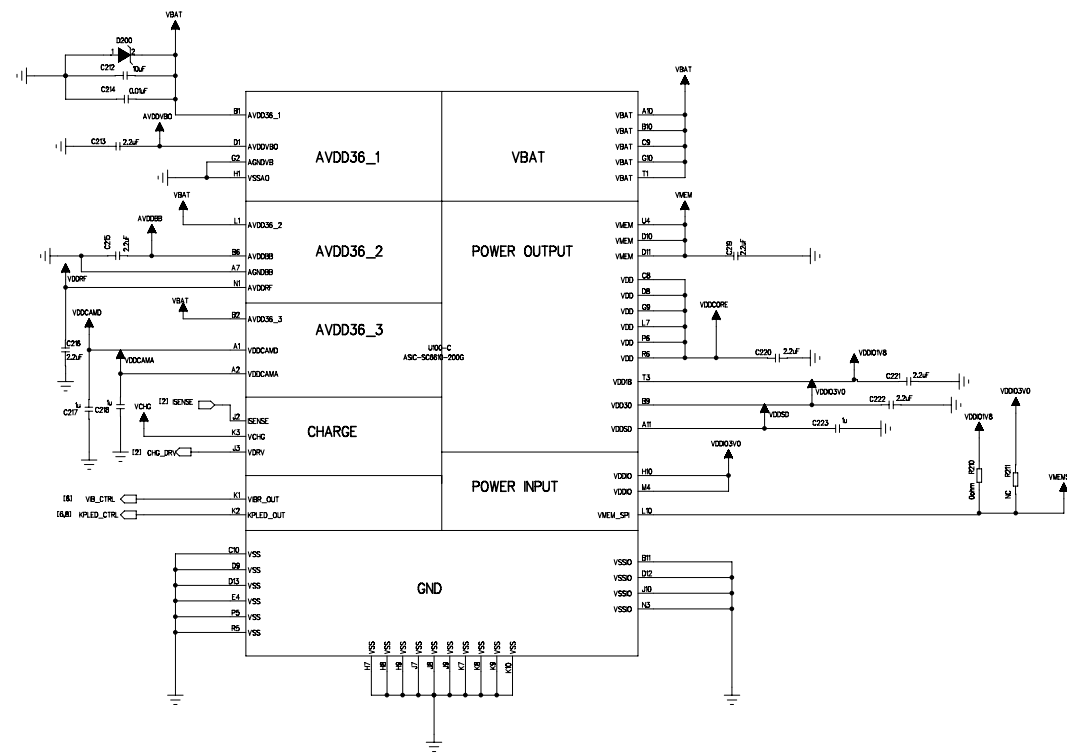 VBAT
D200
1 2
C212 10uF
C214 0.01uF
B1 AVDD36_1
AVDDVBO
C213 2.2uF
D1 AVDDVBO
G2 AGNDVB
H1 VSSAO
AVDD36_1
VBAT
VBAT
VBAT A10
VBAT B10
VBAT C9
VBAT G10
VBAT T1
VBAT
L1 AVDD36_2
AVDDBB
C215 2.2uF
B6 AVDDBB
A7 AGNDBB
VDDRF
N1 AVDDRF
AVDD36_2
POWER OUTPUT
VMEM
VMEM U4
VMEM D10
VMEM D11
C219 2.2uF
VDD C8
VDD D8
VDD G9
VDD L7
VDD P6
VDD R6
VDDCORE
C220 2.2uF
VBAT
B2 AVDD36_3
AVDD36_3
U100-C
ASIC-SC6610-200G
VDDCAMD
A1 VDDCAMD
C216
2.2uF
VDDCAMA
A2 VDDCAMA
C217 1u
C218 1u
VDD18 T3
VDDIO1V8
C221 2.2uF
VDD30 B9
VDDIO3V0
C222 2.2uF
VDDSD A11
VDDSD
C223 1u
[2] ISENSE
J2 ISENSE
VCHG
K3 VCHG
[2] CHG_DRV
J3 VDRV
CHARGE
POWER INPUT
VDDIO3V0
VDDIO H10
VDDIO M4
VMEM_SPI L10
VDDIO1V8
R210
0ohm
VDDIO3V0
R211
NC
VMEMS
[6] VIB_CTRL
K1 VIBR_OUT
[6,8] KPLED_CTRL
K2 KPLED_OUT
GND
C10 VSS
D9 VSS
D13 VSS
E4 VSS
P5 VSS
R5 VSS
VSSIO B11
VSSIO D12
VSSIO J10
VSSIO N3
VSS VSS VSS VSS VSS VSS VSS VSS VSS VSS
H7 H8 H9 J7 J8 J9 K7 K8 K9 K10